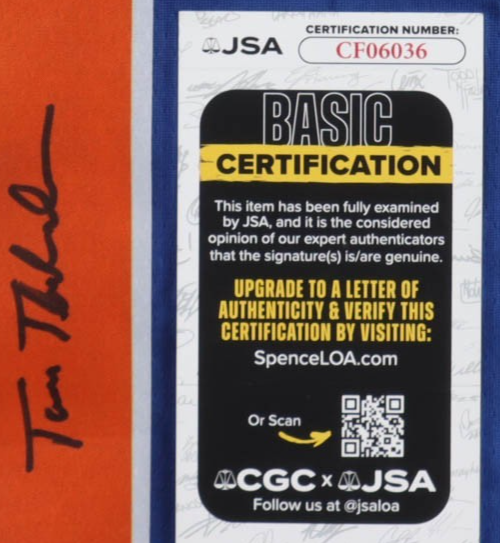 JSA
CERTIFICATION NUMBER:
CF06036
BASIC
CERTIFICATION
This item has been fully examined
by JSA, and it is the considered
opinion of our expert authenticators
that the signature(s) is/are genuine.
UPGRADE TO A LETTER OF
AUTHENTICITY & VERIFY THIS
CERTIFICATION BY VISITING:
SpenceLOA.com
Or Scan
CGC x JSA
Follow us at @jsaloa